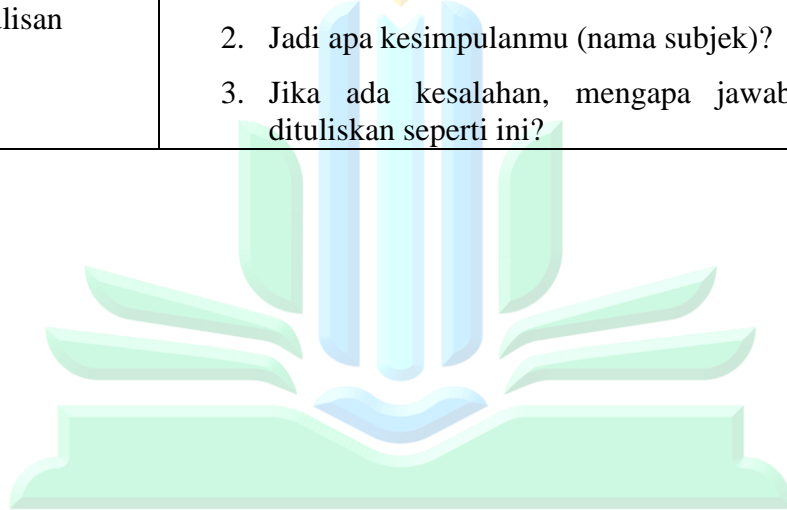 2. Jadi apa kesimpulanmu (nama subjek)?
3. Jika ada kesalahan, mengapa
dituliskan seperti ini?